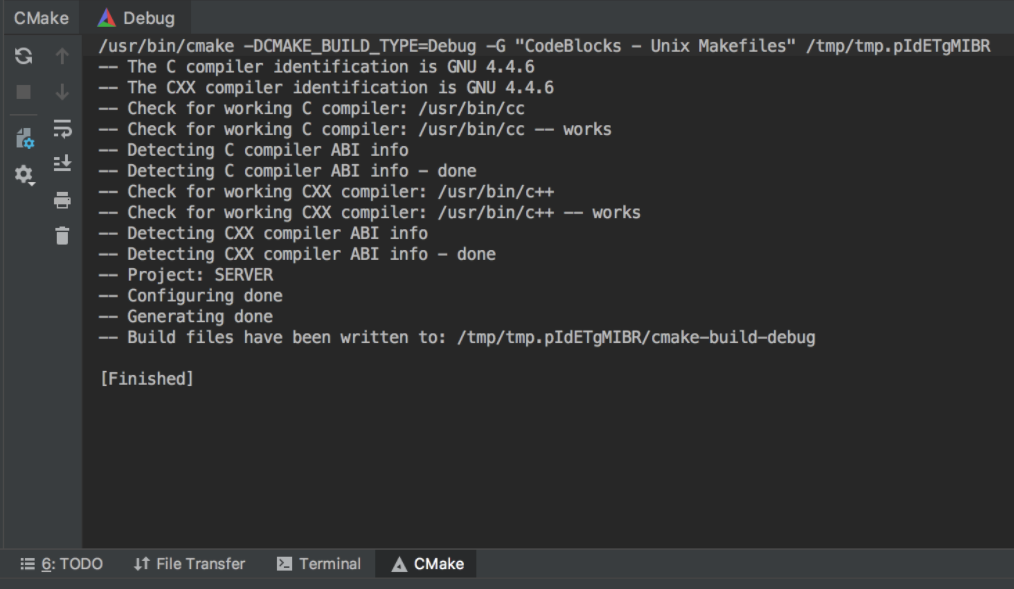 CMake Debug
/usr/bin/cmake -DCMAKE_BUILD_TYPE=Debug -G "CodeBlocks - Unix Makefiles" /tmp/tmp.pIdETgMIBR
-- The C compiler identification is GNU 4.4.6
-- The CXX compiler identification is GNU 4.4.6
-- Check for working C compiler: /usr/bin/cc
-- Check for working C compiler: /usr/bin/cc -- works
-- Detecting C compiler ABI info
-- Detecting C compiler ABI info - done
-- Check for working CXX compiler: /usr/bin/c++
-- Check for working CXX compiler: /usr/bin/c++ -- works
-- Detecting CXX compiler ABI info
-- Detecting CXX compiler ABI info - done
-- Project: SERVER
-- Configuring done
-- Generating done
-- Build files have been written to: /tmp/tmp.pIdETgMIBR/cmake-build-debug
[Finished]
6: TODO File Transfer Terminal CMake